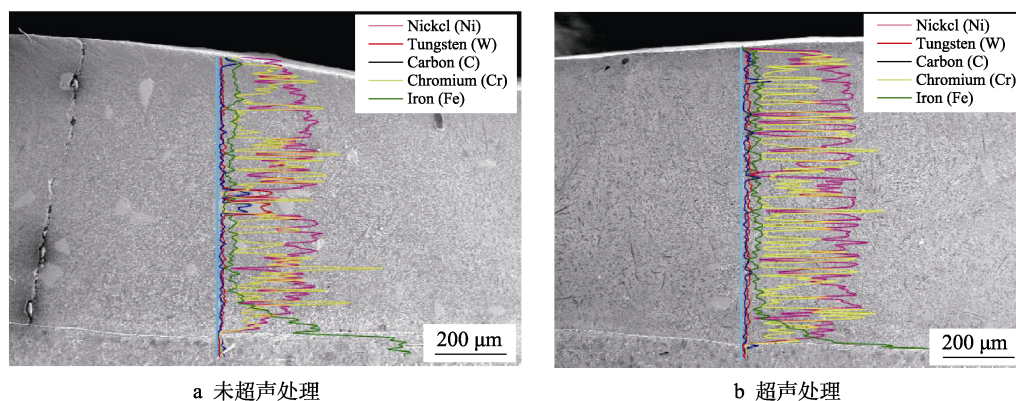 Nickcl (Ni)
Tungsten (W)
Carbon (C)
Chromium (Cr)
Iron (Fe)
200 μm
a 未超声处理
Nickcl (Ni)
Tungsten (W)
Carbon (C)
Chromium (Cr)
Iron (Fe)
200 μm
b 超声处理